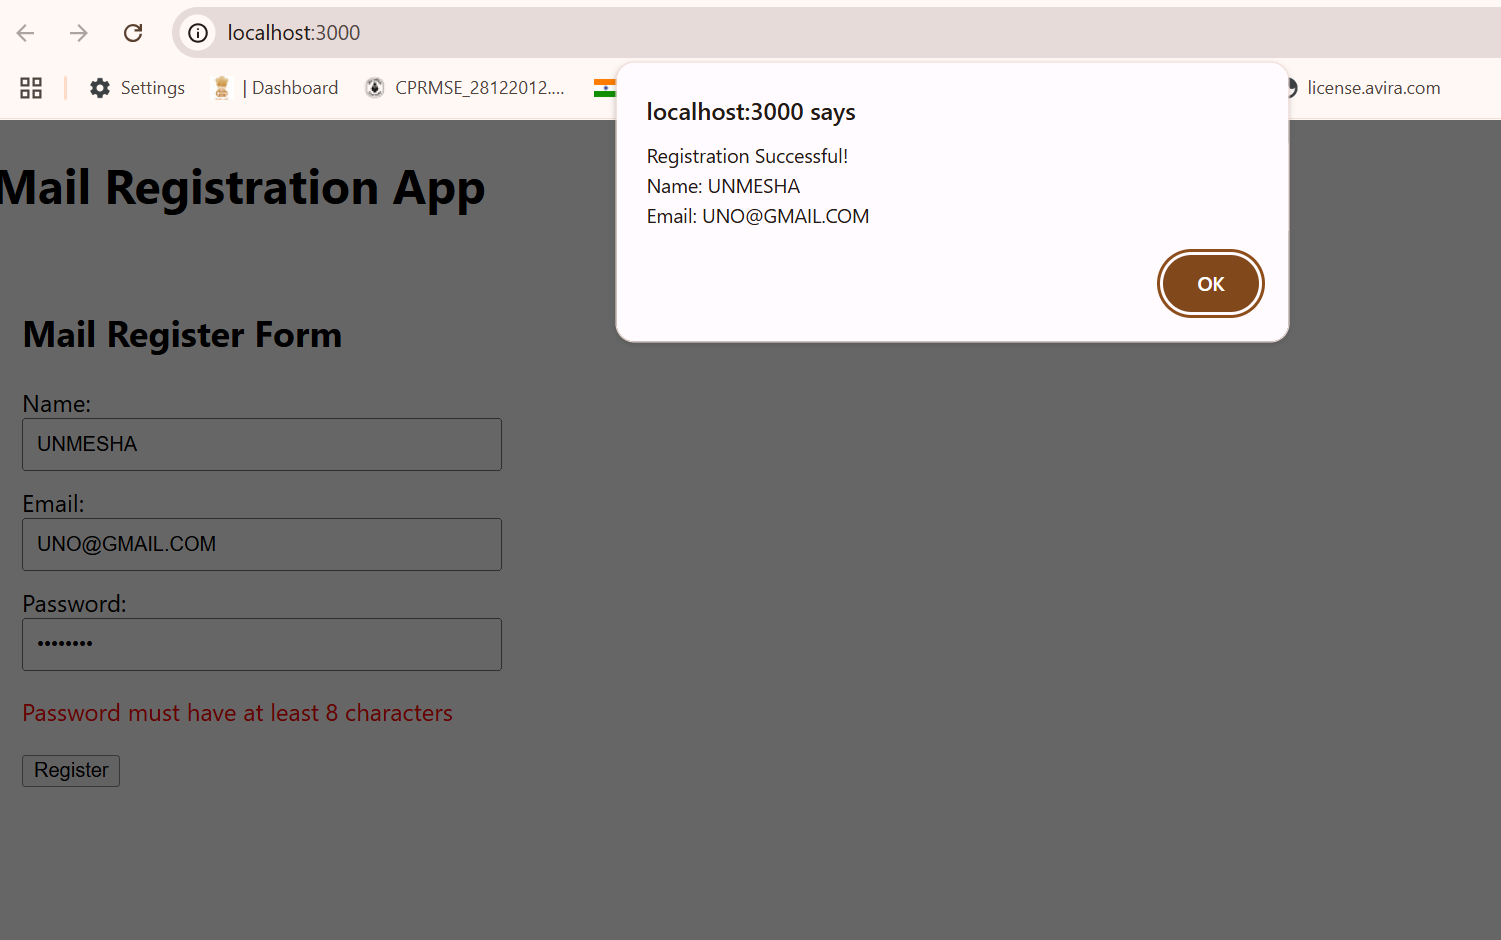 localhost:3000
Settings
| Dashboard
CPRMSE_28122012....
license.avira.com
localhost:3000 says
Registration Successful!
Name: UNMESHA
Email: UNO@GMAIL.COM
OK
Mail Registration App
Mail Register Form
Name:
UNMESHA
Email:
UNO@GMAIL.COM
Password:
••••••••
Password must have at least 8 characters
Register